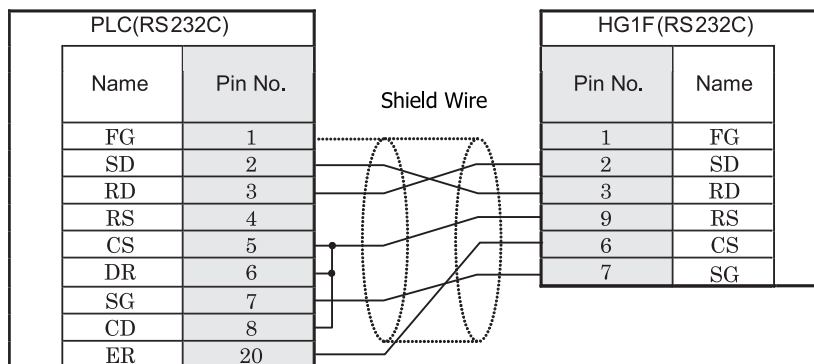 PLC(RS232C)
Name Pin No.
FG 1
SD 2
RD 3
RS 4
CS 5
DR 6
SG 7
CD 8
ER 20
Shield Wire
HG1F(RS232C)
Pin No. Name
1 FG
2 SD
3 RD
9 RS
6 CS
7 SG